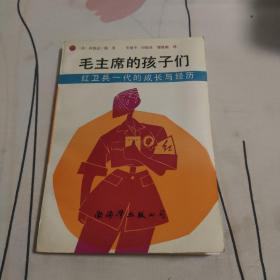 毛主席的孩子们
红卫兵一代的成长与经历
渤海湾出版公司